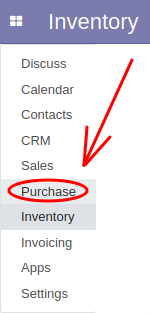 Inventory
Discuss
Calendar
Contacts
CRM
Sales
Purchase
Inventory
Invoicing
Apps
Settings